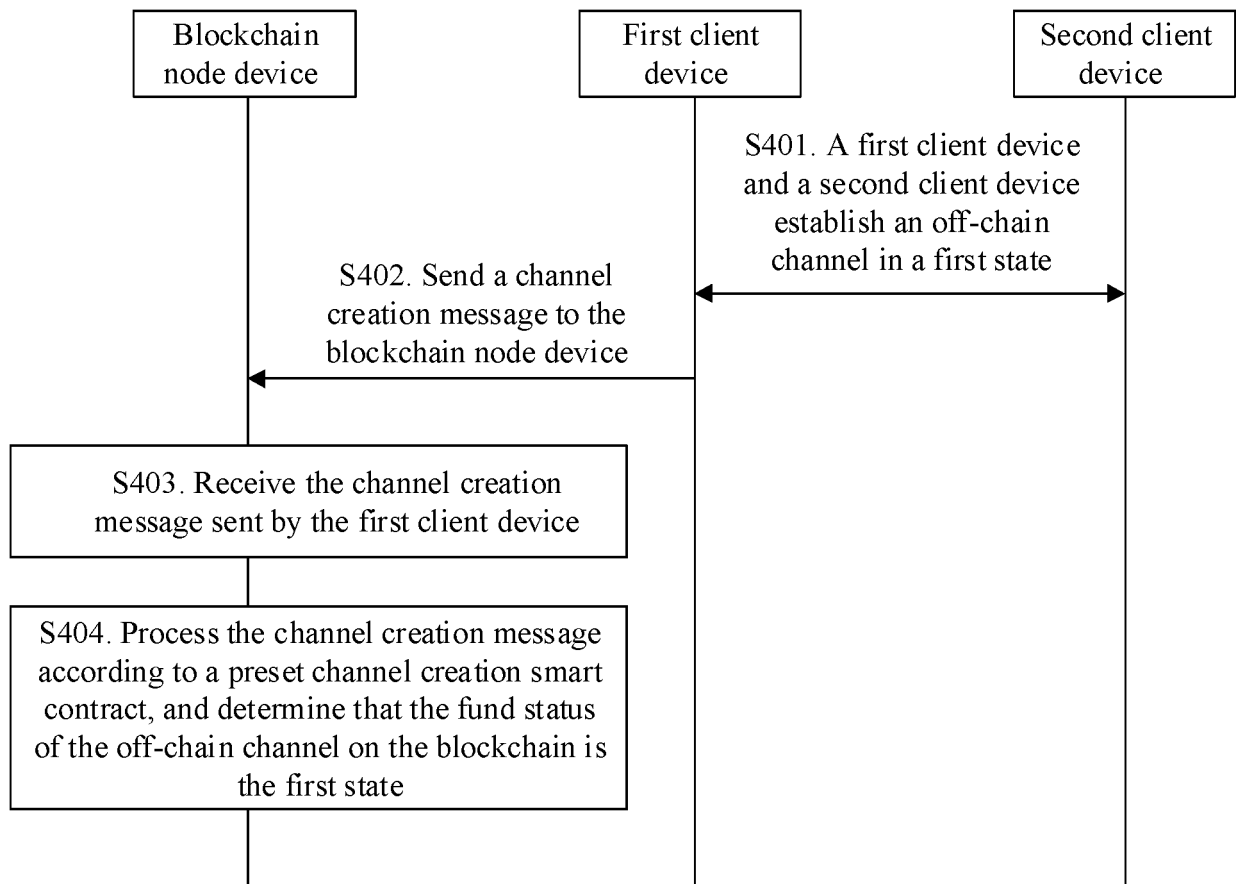 Blockchain
node device
First client
device
Second client
device
S401. A first client device
and a second client device
establish an off-chain
channel in a first state
S402. Send a channel
creation message to the
blockchain node device
S403. Receive the channel creation
message sent by the first client device
S404. Process the channel creation message
according to a preset channel creation smart
contract, and determine that the fund status
of the off-chain channel on the blockchain is
the first state